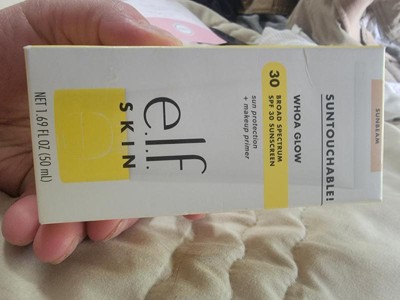 SUNBEAM
SUNTOUCHABLE!
WHOA GLOW
30
BROAD SPECTRUM
SPF 30 SUNSCREEN
sun protection
+ makeup primer
e.l.f.
SKIN
NET 1.69 FL OZ (50 mL)